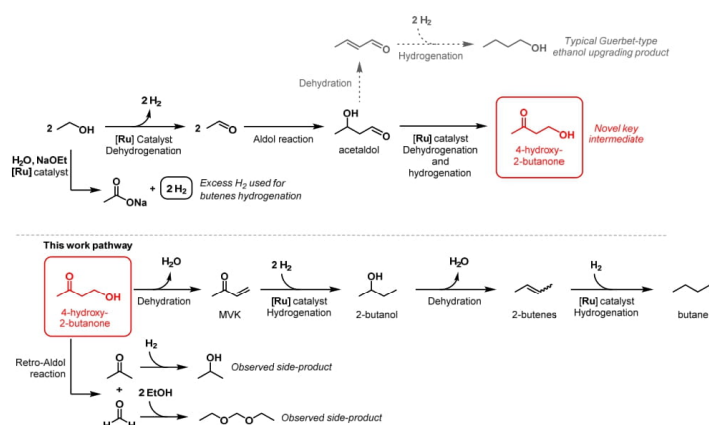 2 H₂
OH
Typical Guerbet-type
ethanol upgrading product
Hydrogenation
Dehydration
2 H₂
OH
2
OH
2
O
O
[Ru] Catalyst
Dehydrogenation
Aldol reaction
acetaldol
[Ru] catalyst
Dehydrogenation
and
hydrogenation
O
OH
4-hydroxy-
2-butanone
Novel key
intermediate
H₂O, NaOEt
[Ru] catalyst
O
ONa
+
2 H₂
Excess H₂ used for
butenes hydrogenation
This work pathway
O
OH
4-hydroxy-
2-butanone
H₂O
Dehydration
O
MVK
2 H₂
[Ru] catalyst
Hydrogenation
OH
2-butanol
H₂O
Dehydration
2-butenes
H₂
[Ru] catalyst
Hydrogenation
butane
Retro-Aldol
reaction
O
H₂
OH
Observed side-product
+
2 EtOH
O
H H
O O
Observed side-product